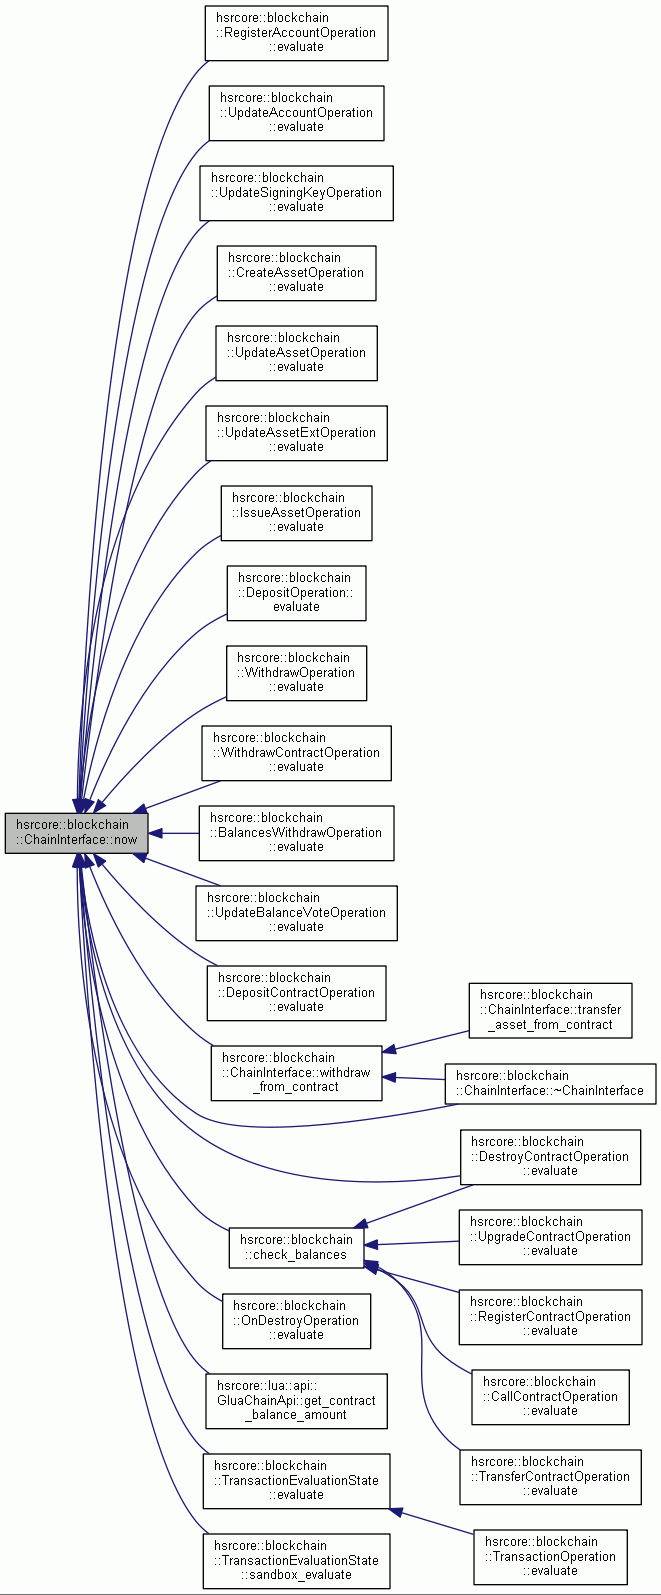 hsrcore::blockchain
::RegisterAccountOperation
::evaluate
hsrcore::blockchain
::UpdateAccountOperation
::evaluate
hsrcore::blockchain
::UpdateSigningKeyOperation
::evaluate
hsrcore::blockchain
::CreateAssetOperation
::evaluate
hsrcore::blockchain
::UpdateAssetOperation
::evaluate
hsrcore::blockchain
::UpdateAssetExtOperation
::evaluate
hsrcore::blockchain
::IssueAssetOperation
::evaluate
hsrcore::blockchain
::DepositOperation::
evaluate
hsrcore::blockchain
::WithdrawOperation
::evaluate
hsrcore::blockchain
::WithdrawContractOperation
::evaluate
hsrcore::blockchain
::ChainInterface::now
hsrcore::blockchain
::BalancesWithdrawOperation
::evaluate
hsrcore::blockchain
::UpdateBalanceVoteOperation
::evaluate
hsrcore::blockchain
::DepositContractOperation
::evaluate
hsrcore::blockchain
::ChainInterface::transfer
_asset_from_contract
hsrcore::blockchain
::ChainInterface::withdraw
_from_contract
hsrcore::blockchain
::ChainInterface::~ChainInterface
hsrcore::blockchain
::DestroyContractOperation
::evaluate
hsrcore::blockchain
::check_balances
hsrcore::blockchain
::UpgradeContractOperation
::evaluate
hsrcore::blockchain
::OnDestroyOperation
::evaluate
hsrcore::blockchain
::RegisterContractOperation
::evaluate
hsrcore::lua::api::
GluaChainApi::get_contract
_balance_amount
hsrcore::blockchain
::CallContractOperation
::evaluate
hsrcore::blockchain
::TransactionEvaluationState
::evaluate
hsrcore::blockchain
::TransferContractOperation
::evaluate
hsrcore::blockchain
::TransactionEvaluationState
::sandbox_evaluate
hsrcore::blockchain
::TransactionOperation
::evaluate